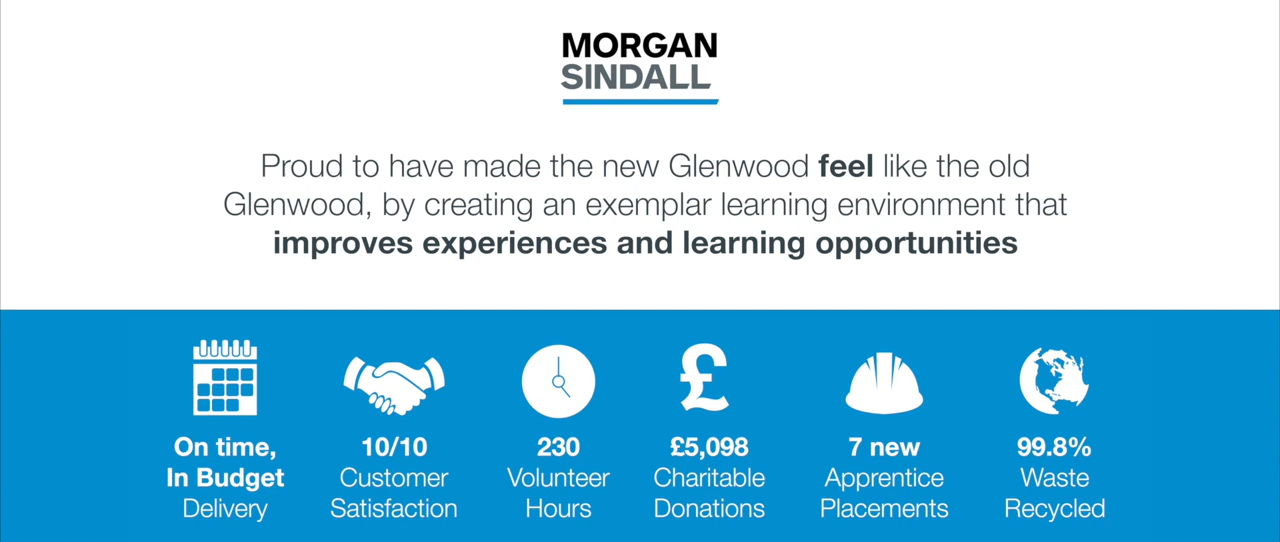 MORGAN
SINDALL
Proud to have made the new Glenwood feel like the old
Glenwood, by creating an exemplar learning environment that
improves experiences and learning opportunities
On time,
In Budget
Delivery
10/10
Customer
Satisfaction
230
Volunteer
Hours
£5,098
Charitable
Donations
7 new
Apprentice
Placements
99.8%
Waste
Recycled